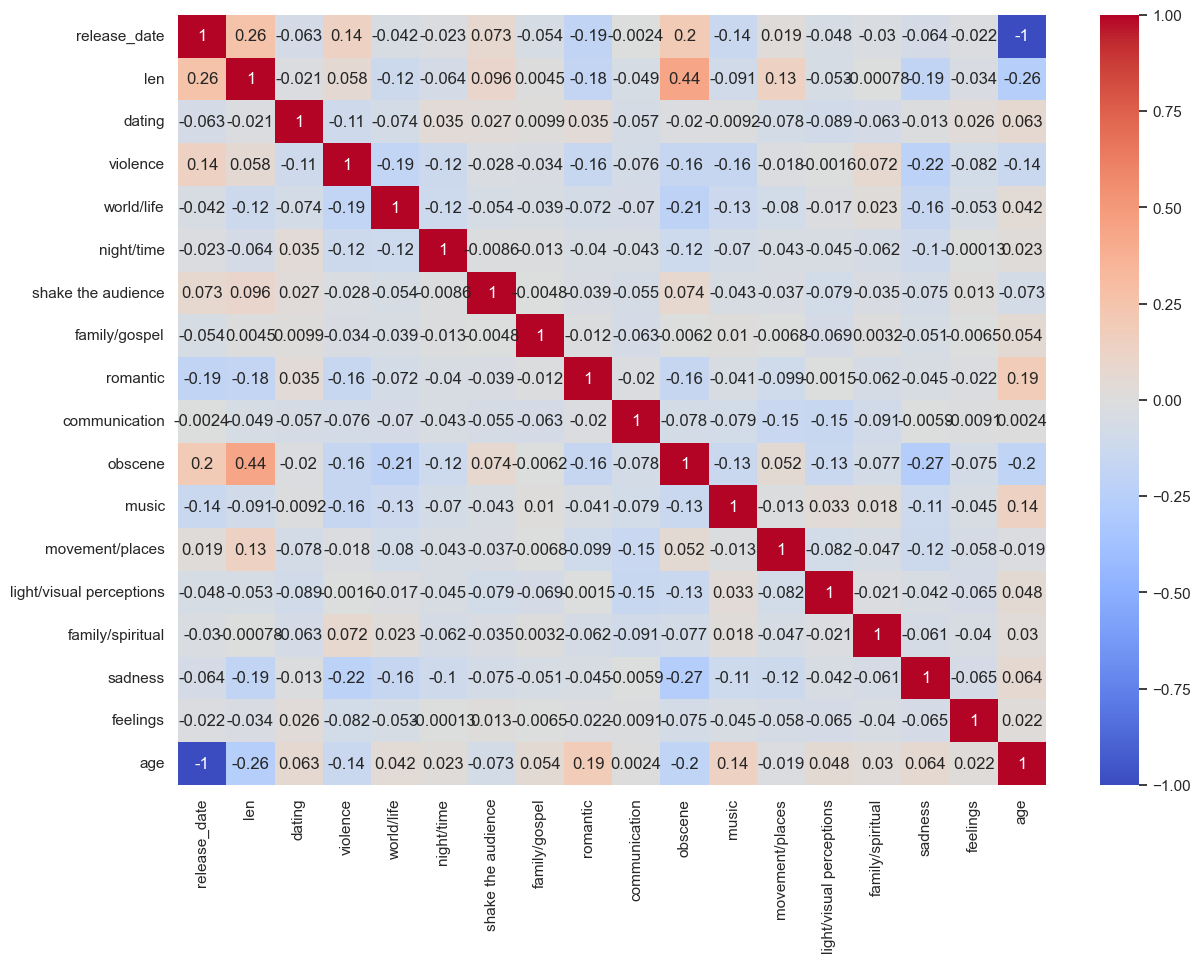 release_date 1 0.26 -0.063 0.14 -0.042 -0.023 0.073 -0.054 -0.19 -0.0024 0.2 -0.14 0.019 -0.048 -0.03 -0.064 -0.022 -1
len 0.26 1 -0.021 0.058 -0.12 -0.064 0.096 0.0045 -0.18 -0.049 0.44 -0.091 0.13 -0.053 -0.00078 -0.19 -0.034 -0.26
dating -0.063 -0.021 1 -0.11 -0.074 0.035 0.027 0.0099 0.035 -0.057 -0.02 -0.0092 -0.078 -0.089 -0.063 -0.013 0.026 0.063
violence 0.14 0.058 -0.11 1 -0.19 -0.12 -0.028 -0.034 -0.16 -0.076 -0.16 -0.16 -0.018 -0.0016 0.072 -0.22 -0.082 -0.14
world/life -0.042 -0.12 -0.074 -0.19 1 -0.12 -0.054 -0.039 -0.072 -0.07 -0.21 -0.13 -0.08 -0.017 0.023 -0.16 -0.053 0.042
night/time -0.023 -0.064 0.035 -0.12 -0.12 1 -0.0086 -0.013 -0.04 -0.043 -0.12 -0.07 -0.043 -0.045 -0.062 -0.1 -0.00013 0.023
shake the audience 0.073 0.096 0.027 -0.028 -0.054 -0.0086 1 -0.0048 -0.039 -0.055 0.074 -0.043 -0.037 -0.079 -0.035 -0.075 0.013 -0.073
family/gospel -0.054 0.0045 0.0099 -0.034 -0.039 -0.013 -0.0048 1 -0.012 -0.063 -0.0062 0.01 -0.0068 -0.069 0.0032 -0.051 -0.0065 0.054
romantic -0.19 -0.18 0.035 -0.16 -0.072 -0.04 -0.039 -0.012 1 -0.02 -0.16 -0.041 -0.099 -0.0015 -0.062 -0.045 -0.022 0.19
communication -0.0024 -0.049 -0.057 -0.076 -0.07 -0.043 -0.055 -0.063 -0.02 1 -0.078 -0.079 -0.15 -0.15 -0.091 -0.0059 -0.0091 0.0024
obscene 0.2 0.44 -0.02 -0.16 -0.21 -0.12 0.074 -0.0062 -0.16 -0.078 1 -0.13 0.052 -0.13 -0.077 -0.27 -0.075 -0.2
music -0.14 -0.091 -0.0092 -0.16 -0.13 -0.07 -0.043 0.01 -0.041 -0.079 -0.13 1 -0.013 0.033 0.018 -0.11 -0.045 0.14
movement/places 0.019 0.13 -0.078 -0.018 -0.08 -0.043 -0.037 -0.0068 -0.099 -0.15 0.052 -0.013 1 -0.082 -0.047 -0.12 -0.058 -0.019
light/visual perceptions -0.048 -0.053 -0.089 -0.0016 -0.017 -0.045 -0.079 -0.069 -0.0015 -0.15 -0.13 0.033 -0.082 1 -0.021 -0.042 -0.065 0.048
family/spiritual -0.03 -0.00078 -0.063 0.072 0.023 -0.062 -0.035 0.0032 -0.062 -0.091 -0.077 0.018 -0.047 -0.021 1 -0.061 -0.04 0.03
sadness -0.064 -0.19 -0.013 -0.22 -0.16 -0.1 -0.075 -0.051 -0.045 -0.0059 -0.27 -0.11 -0.12 -0.042 -0.061 1 -0.065 0.064
feelings -0.022 -0.034 0.026 -0.082 -0.053 -0.00013 0.013 -0.0065 -0.022 -0.0091 -0.075 -0.045 -0.058 -0.065 -0.04 -0.065 1 0.022
age -1 -0.26 0.063 -0.14 0.042 0.023 -0.073 0.054 0.19 0.0024 -0.2 0.14 -0.019 0.048 0.03 0.064 0.022 1
release_date
len
dating
violence
world/life
night/time
shake the audience
family/gospel
romantic
communication
obscene
music
movement/places
light/visual perceptions
family/spiritual
sadness
feelings
age
1.00
0.75
0.50
0.25
0.00
−0.25
−0.50
−0.75
−1.00